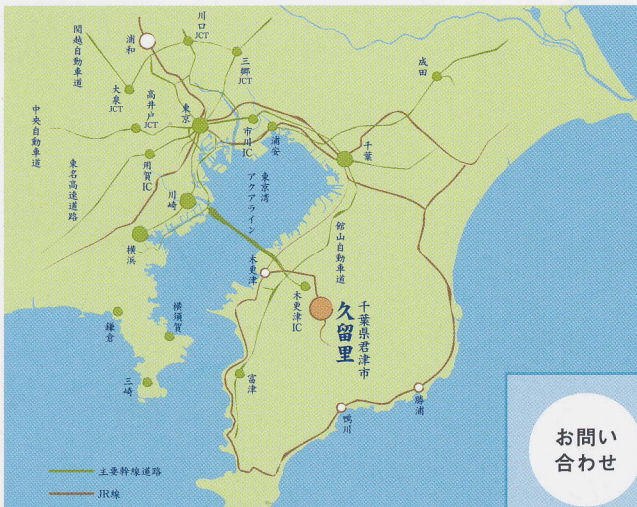 関越自動車道
浦和
川口
JCT
三郷
JCT
大泉
JCT
高井戸
JCT
東京
成田
中央自動車道
市川
IC
浦安
千葉
東名高速道路
用賀
IC
川崎
東京湾
アクアライン
館山自動車道
横浜
木更津
木更津
IC
千葉県君津市
久留里
鎌倉
横須賀
三崎
富津
勝浦
鴨川
お問い
合わせ
主要幹線道路
JR線